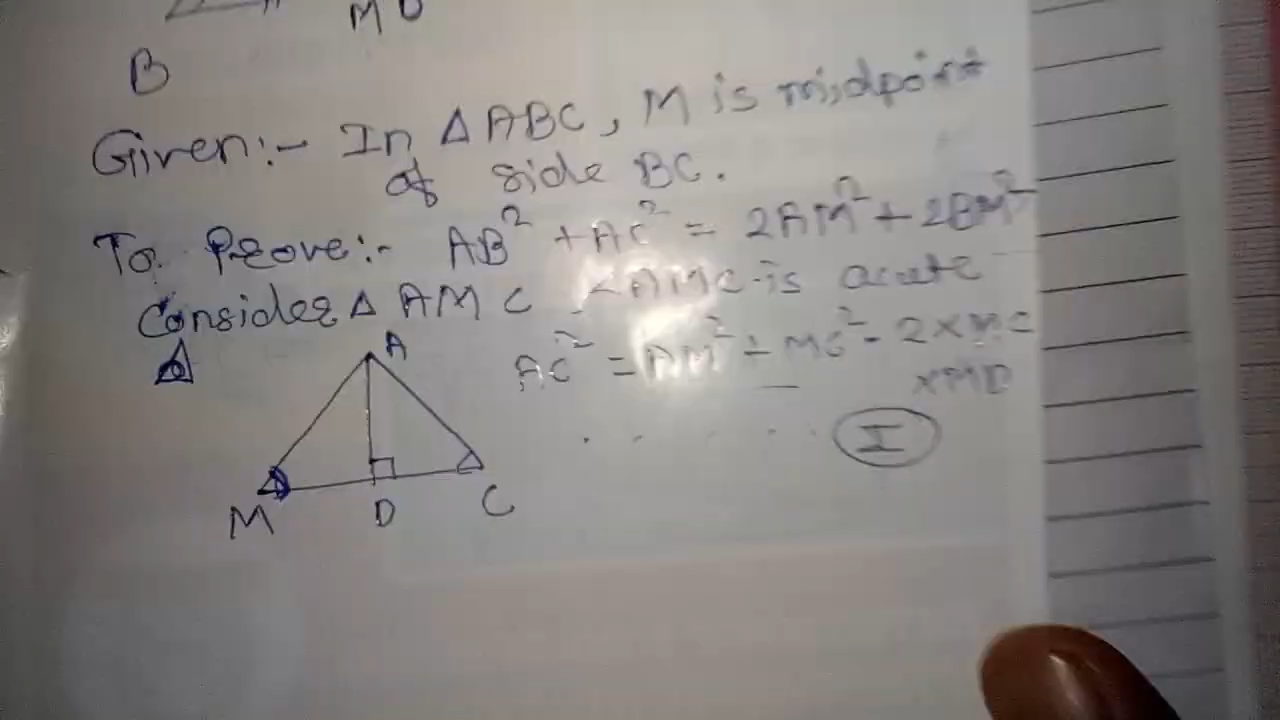 M D
B
Given:- In △ABC, M is midpoint
of side BC.
To Prove:- AB² + AC² = 2AM² + 2BM²
Consider △ AMC ∠AMC is acute
A
AC² = AM² + MC² - 2×MC
×MD
I
M D C